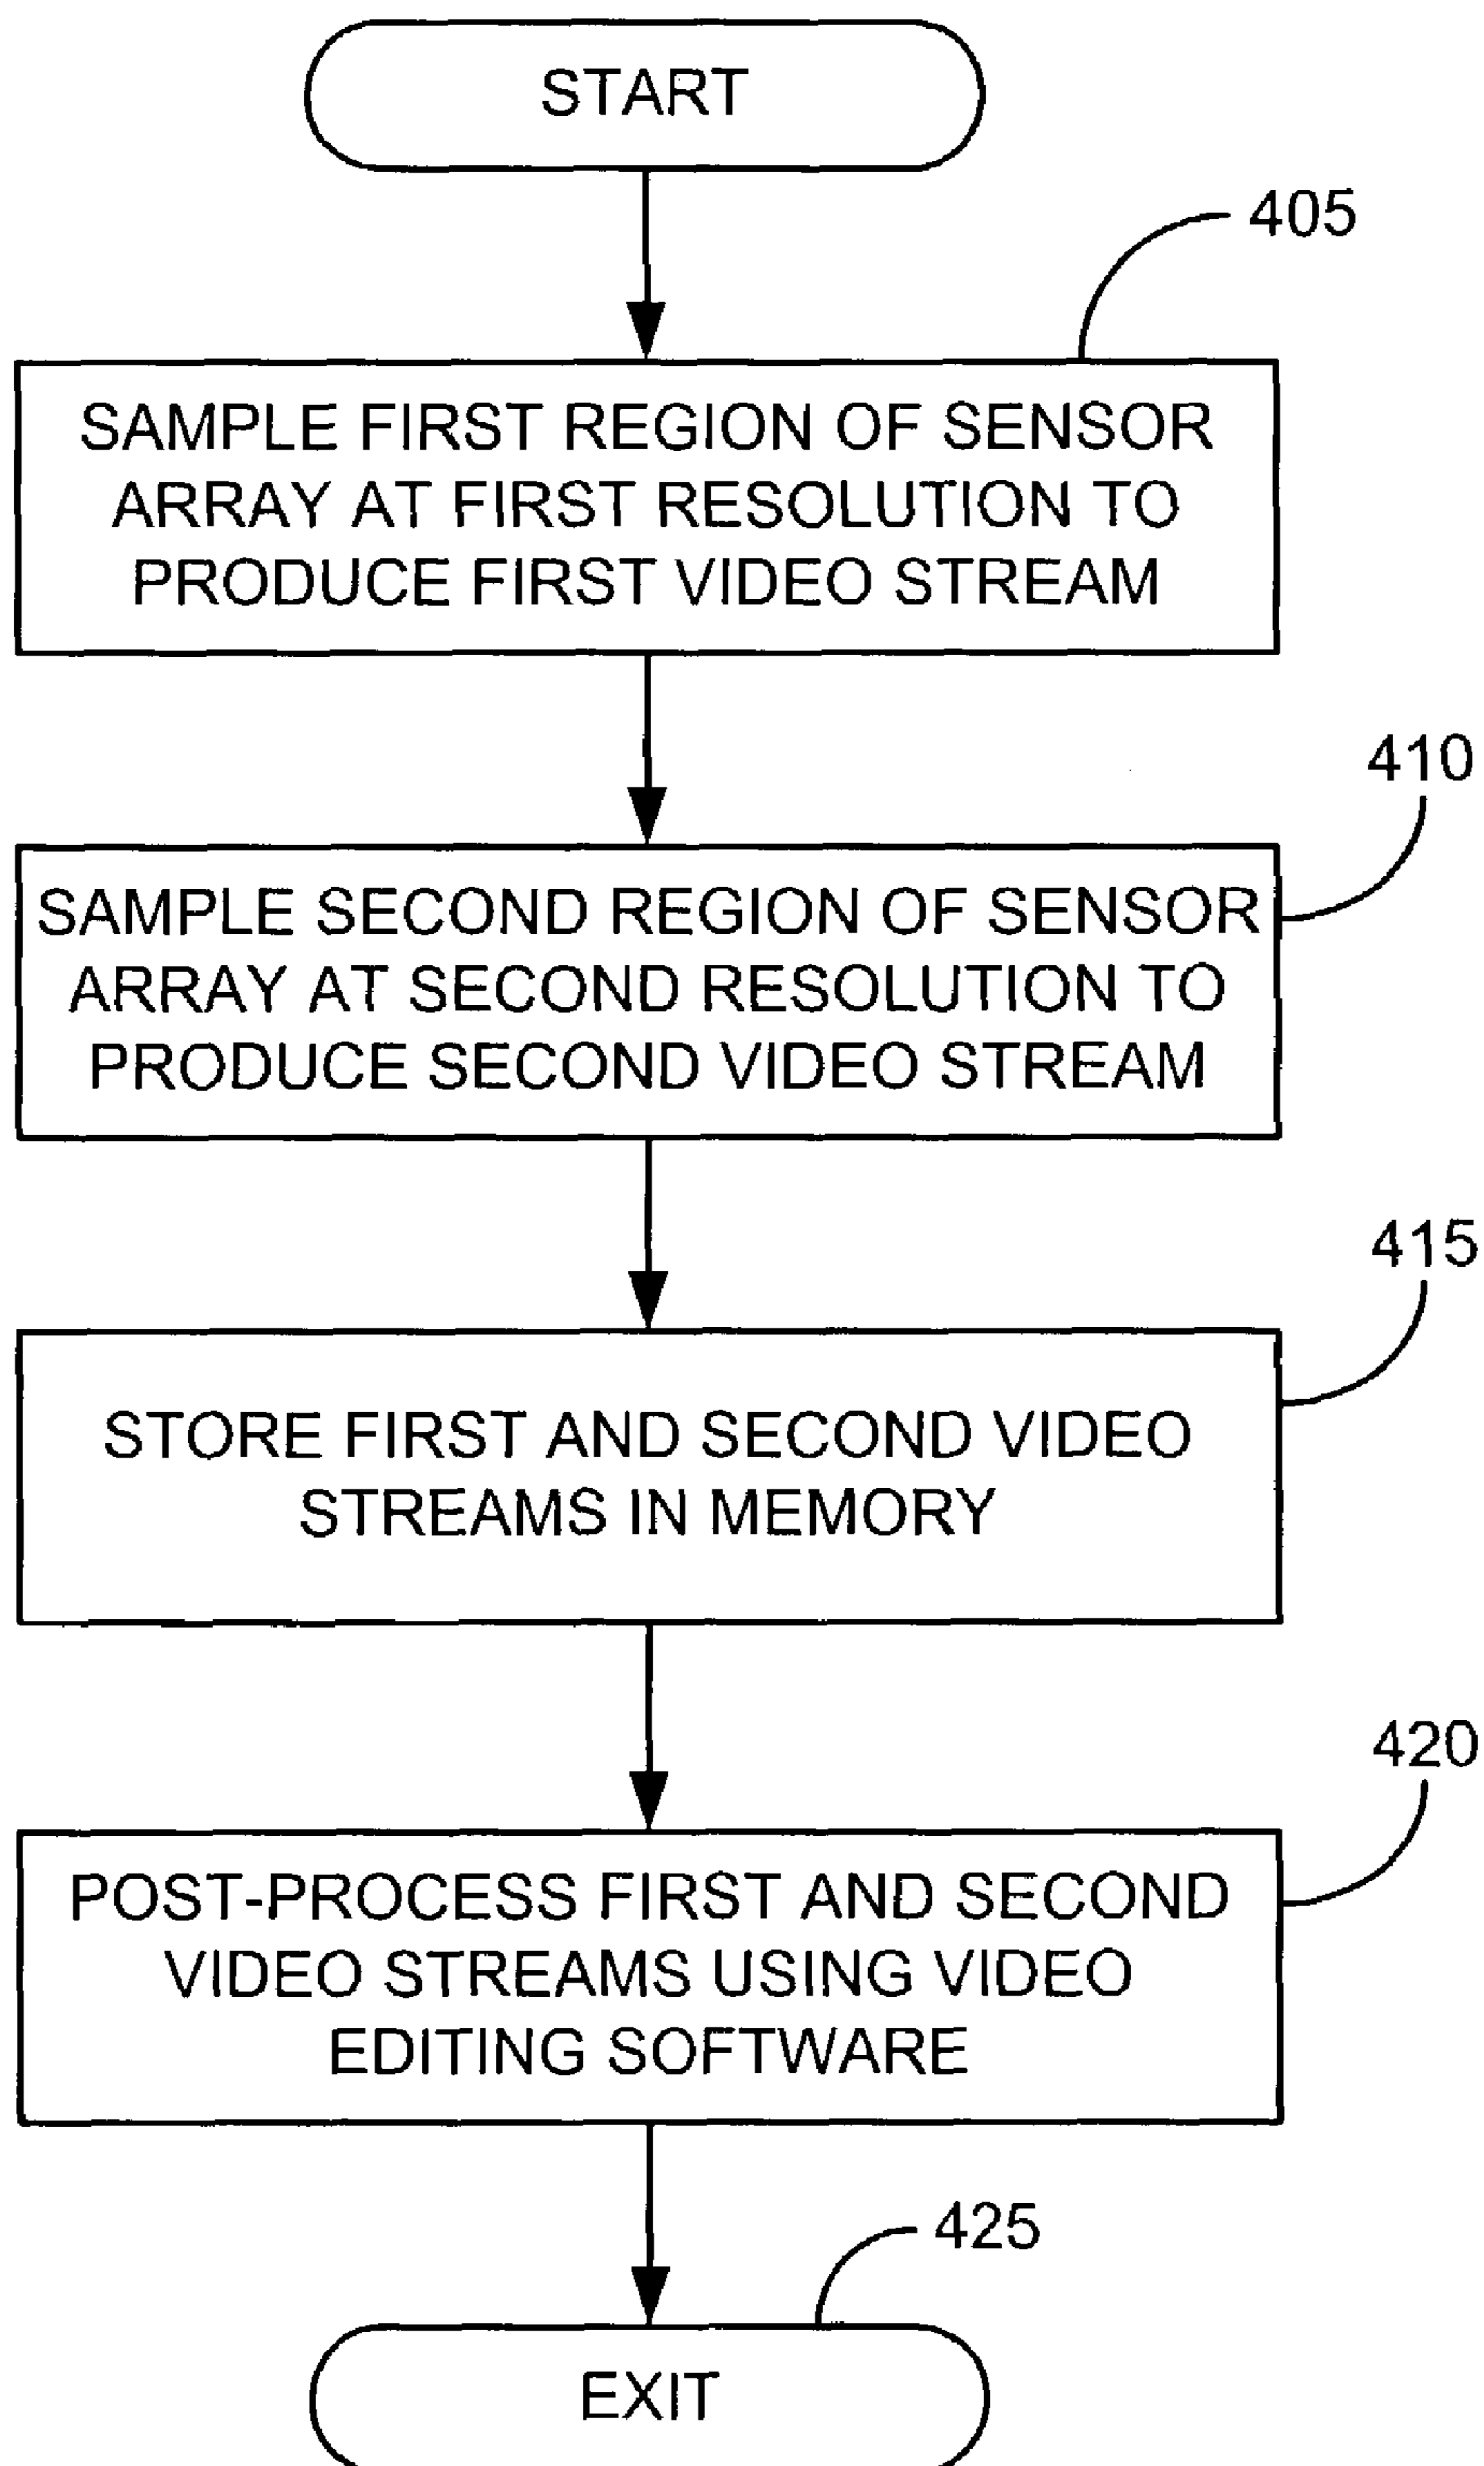 START
405
SAMPLE FIRST REGION OF SENSOR
ARRAY AT FIRST RESOLUTION TO
PRODUCE FIRST VIDEO STREAM
410
SAMPLE SECOND REGION OF SENSOR
ARRAY AT SECOND RESOLUTION TO
PRODUCE SECOND VIDEO STREAM
415
STORE FIRST AND SECOND VIDEO
STREAMS IN MEMORY
420
POST-PROCESS FIRST AND SECOND
VIDEO STREAMS USING VIDEO
EDITING SOFTWARE
425
EXIT